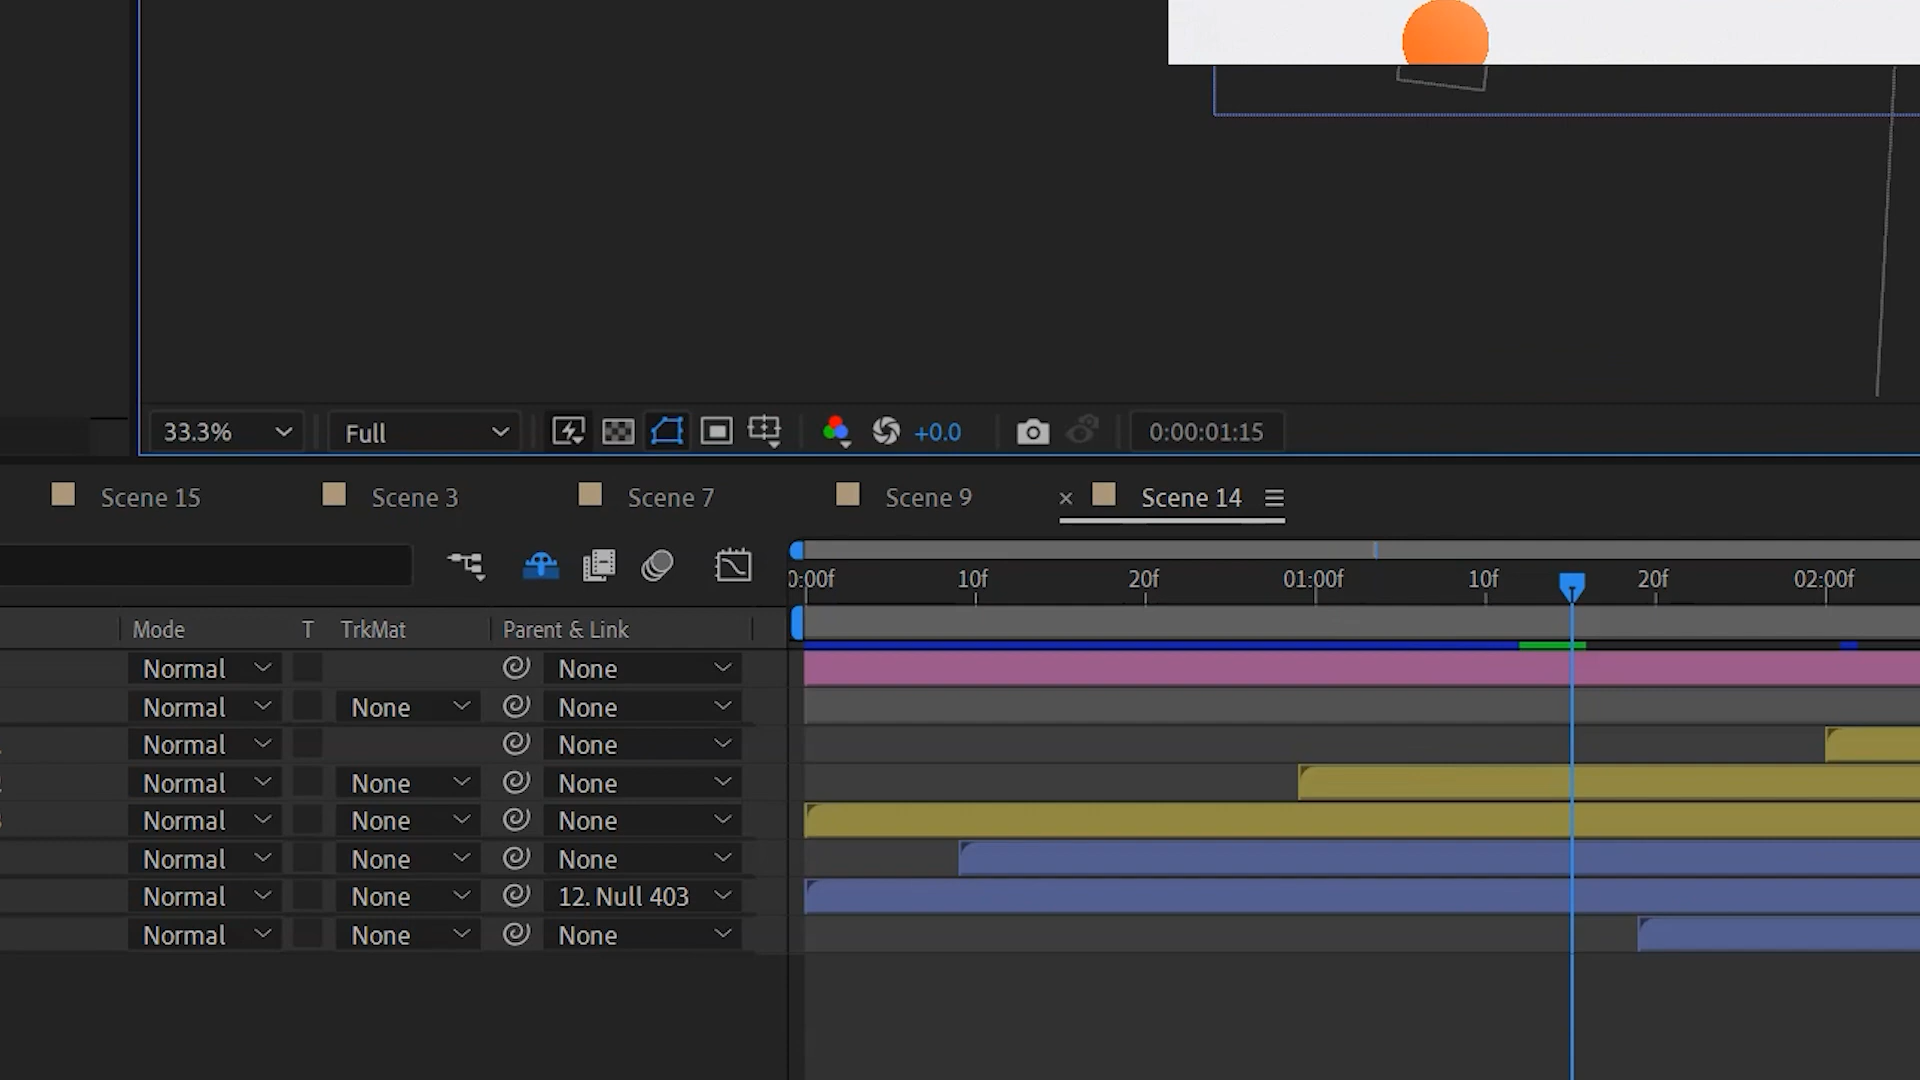 33.3% Full +0.0 0:00:01:15
Scene 15 Scene 3 Scene 7 Scene 9 × Scene 14
0:00f 10f 20f 01:00f 10f 20f 02:00f
Mode T TrkMat Parent & Link
Normal None
Normal None None
Normal None
Normal None None
Normal None None
Normal None None
Normal None 12. Null 403
Normal None None